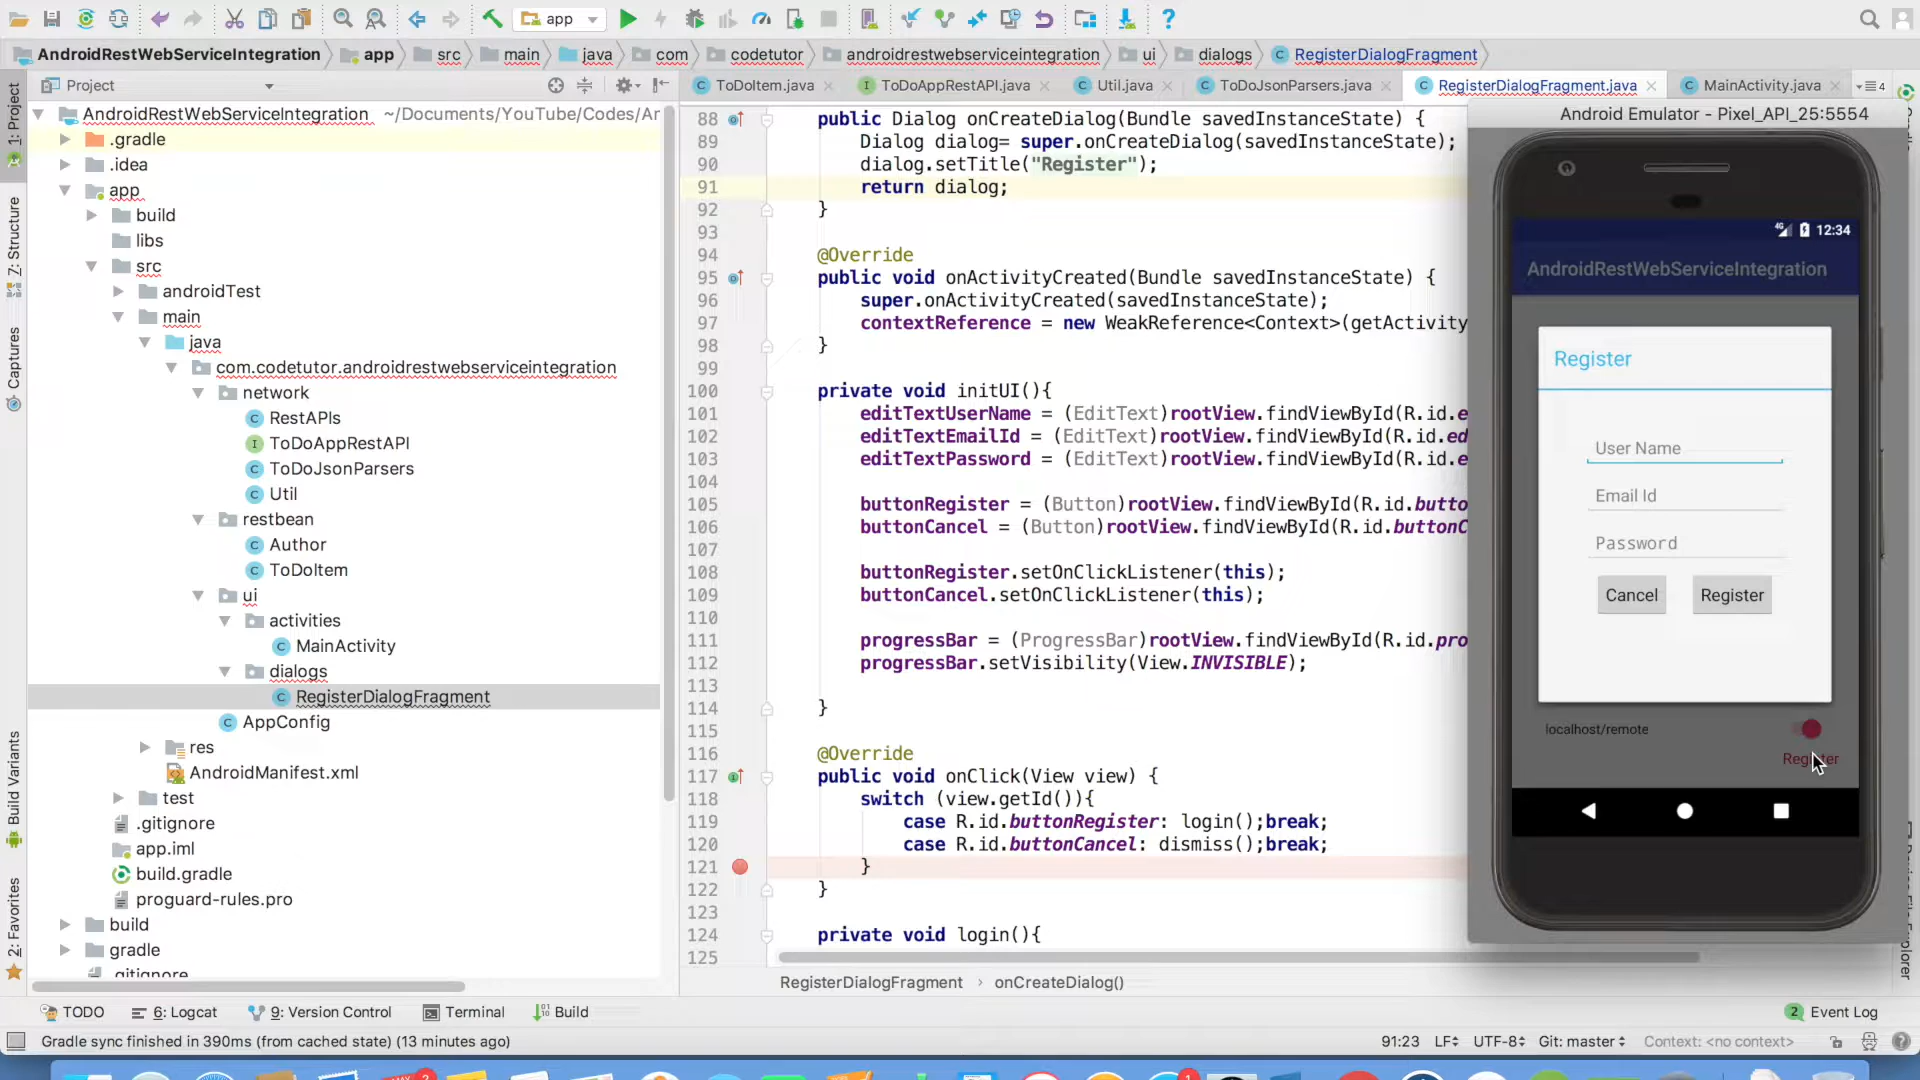 app
AndroidRestWebServiceIntegration
app
src
main
java
com
codetutor
androidrestwebserviceintegration
ui
dialogs
RegisterDialogFragment
Project
ToDoItem.java
ToDoAppRestAPI.java
Util.java
ToDoJsonParsers.java
RegisterDialogFragment.java
MainActivity.java
4
1: Project
7: Structure
Captures
Build Variants
2: Favorites
AndroidRestWebServiceIntegration ~/Documents/YouTube/Codes/Ar
.gradle
.idea
app
build
libs
src
androidTest
main
java
com.codetutor.androidrestwebserviceintegration
network
RestAPIs
ToDoAppRestAPI
ToDoJsonParsers
Util
restbean
Author
ToDoItem
ui
activities
MainActivity
dialogs
RegisterDialogFragment
AppConfig
res
AndroidManifest.xml
test
.gitignore
app.iml
build.gradle
proguard-rules.pro
build
gradle
.gitignore
88 public Dialog onCreateDialog(Bundle savedInstanceState) {
89 Dialog dialog= super.onCreateDialog(savedInstanceState);
90 dialog.setTitle("Register");
91 return dialog;
92 }
93
94 @Override
95 public void onActivityCreated(Bundle savedInstanceState) {
96 super.onActivityCreated(savedInstanceState);
97 contextReference = new WeakReference<Context>(getActivity
98 }
99
100 private void initUI(){
101 editTextUserName = (EditText)rootView.findViewById(R.id.e
102 editTextEmailId = (EditText)rootView.findViewById(R.id.ed
103 editTextPassword = (EditText)rootView.findViewById(R.id.e
104
105 buttonRegister = (Button)rootView.findViewById(R.id.butto
106 buttonCancel = (Button)rootView.findViewById(R.id.buttonC
107
108 buttonRegister.setOnClickListener(this);
109 buttonCancel.setOnClickListener(this);
110
111 progressBar = (ProgressBar)rootView.findViewById(R.id.pro
112 progressBar.setVisibility(View.INVISIBLE);
113
114 }
115
116 @Override
117 public void onClick(View view) {
118 switch (view.getId()){
119 case R.id.buttonRegister: login();break;
120 case R.id.buttonCancel: dismiss();break;
121 }
122 }
123
124 private void login(){
125
RegisterDialogFragment › onCreateDialog()
Android Emulator - Pixel_API_25:5554
4G 12:34
AndroidRestWebServiceIntegration
Register
User Name
Email Id
Password
Cancel Register
localhost/remote
Register
TODO
6: Logcat
9: Version Control
Terminal
Build
2 Event Log
Gradle sync finished in 390ms (from cached state) (13 minutes ago)
91:23 LF UTF-8 Git: master Context: <no context>